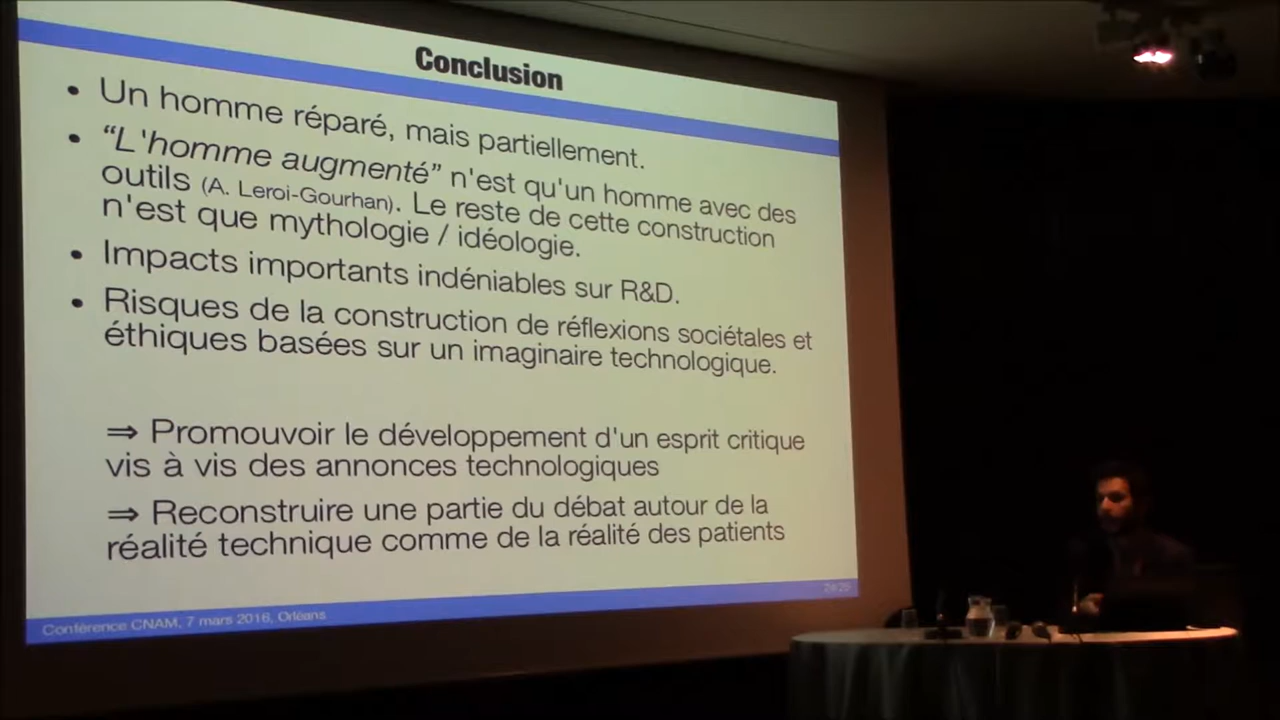 Conclusion
• Un homme réparé, mais partiellement.
• “L'homme augmenté” n'est qu'un homme avec des
outils (A. Leroi-Gourhan). Le reste de cette construction
n'est que mythologie / idéologie.
• Impacts importants indéniables sur R&D.
• Risques de la construction de réflexions sociétales et
éthiques basées sur un imaginaire technologique.
⇒ Promouvoir le développement d'un esprit critique
vis à vis des annonces technologiques
⇒ Reconstruire une partie du débat autour de la
réalité technique comme de la réalité des patients
Conférence CNAM, 7 mars 2016, Orléans